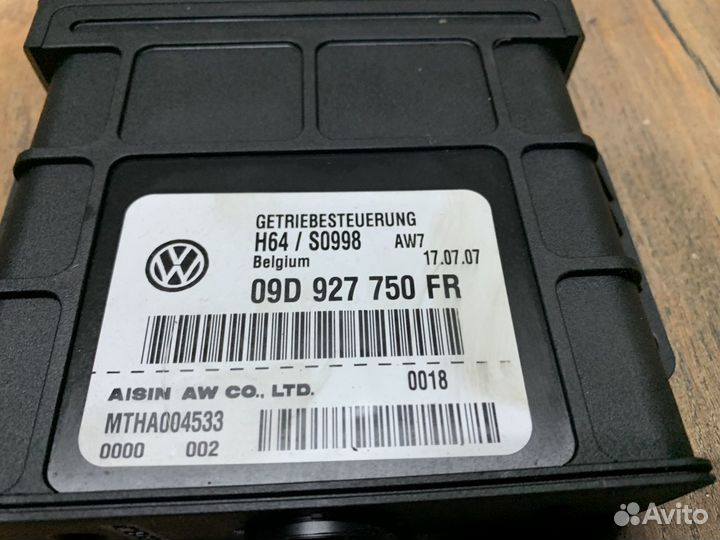 GETRIEBESTEUERUNG
H64 / S0998 AW7
Belgium 17.07.07
09D 927 750 FR
AISIN AW CO., LTD. 0018
MTHA004533
0000 002
Avito